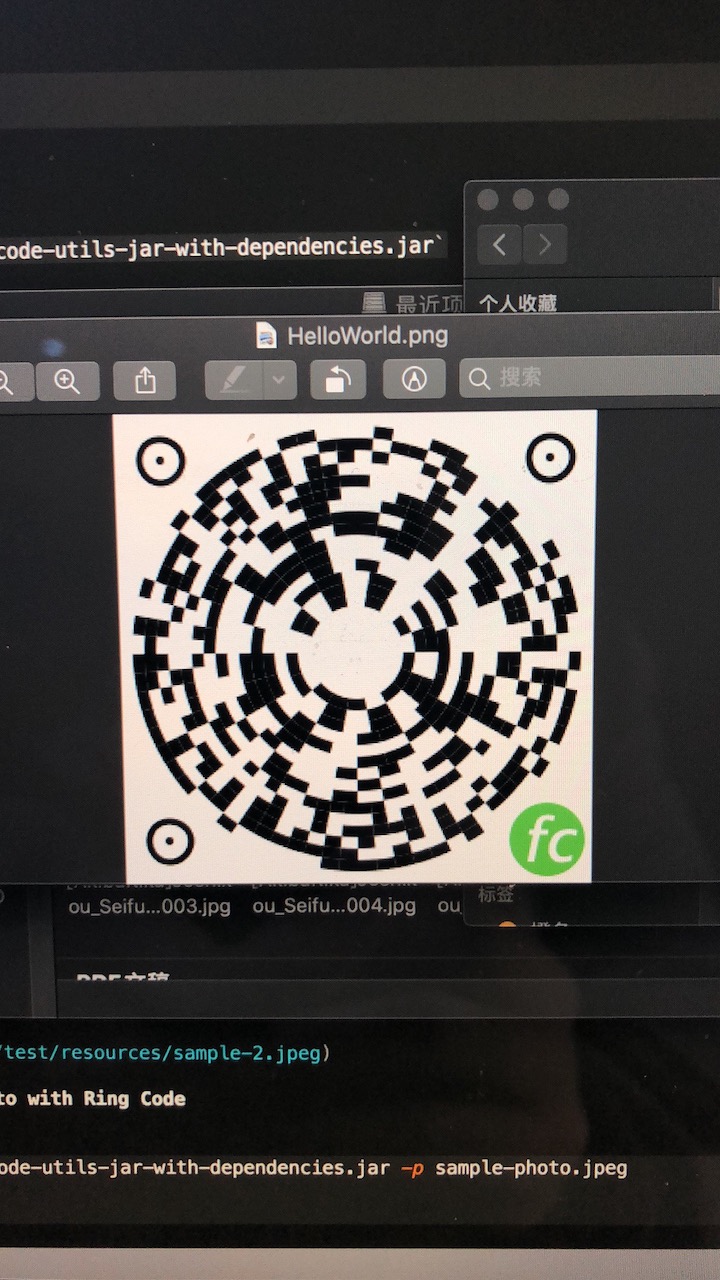 code-utils-jar-with-dependencies.jar`
最近项
个人收藏
HelloWorld.png
搜索
fc
ou_Seifu...003.jpg
ou_Seifu...004.jpg
ou
标签
PDF文稿
/test/resources/sample-2.jpeg)
to with Ring Code
ode-utils-jar-with-dependencies.jar -p sample-photo.jpeg